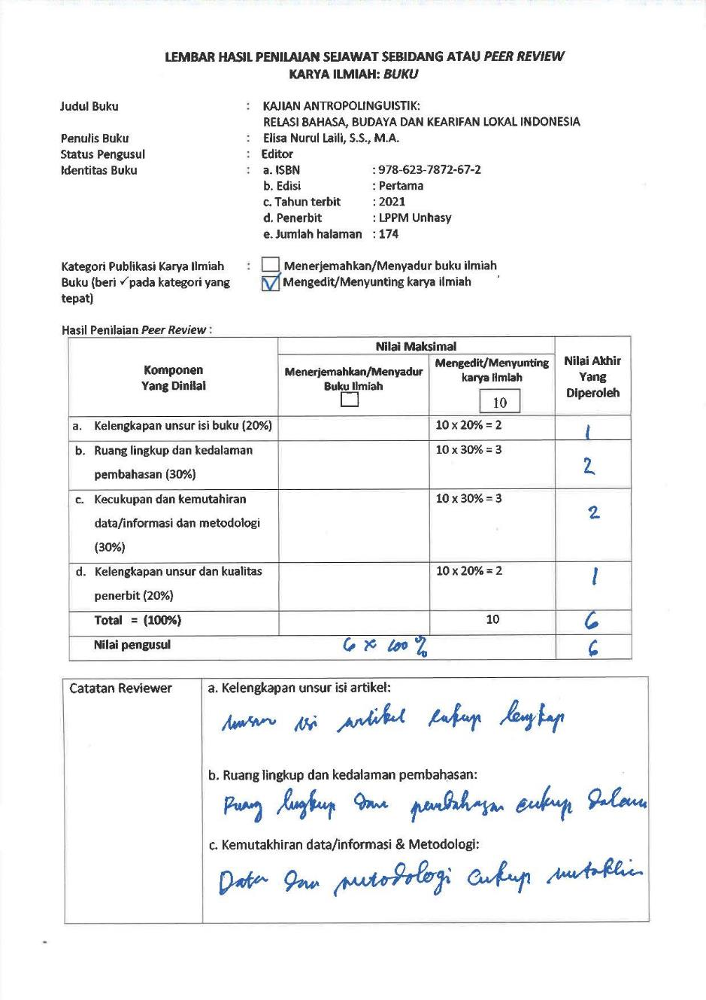 LEMBAR HASIL PENILAIAN SEJAWAT SEBIDANG ATAU PEER REVIEW
KARYA ILMIAH: BUKU
Judul Buku : KAJIAN ANTROPOLINGUISTIK:
RELASI BAHASA, BUDAYA DAN KEARIFAN LOKAL INDONESIA
Penulis Buku : Elisa Nurul Laili, S.S., M.A.
Status Pengusul : Editor
Identitas Buku : a. ISBN : 978-623-7872-67-2
b. Edisi : Pertama
c. Tahun terbit : 2021
d. Penerbit : LPPM Unhasy
e. Jumlah halaman : 174
Kategori Publikasi Karya Ilmiah : Menerjemahkan/Menyadur buku ilmiah
Buku (beri ✓pada kategori yang ✓ Mengedit/Menyunting karya ilmiah
tepat)
Hasil Penilaian Peer Review :
Komponen
Yang Dinilai
Nilai Maksimal
Menerjemahkan/Menyadur
Buku Ilmiah
Mengedit/Menyunting
karya Ilmiah
10
Nilai Akhir
Yang
Diperoleh
a. Kelengkapan unsur isi buku (20%) 10 x 20% = 2 1
b. Ruang lingkup dan kedalaman 10 x 30% = 3 2
pembahasan (30%)
c. Kecukupan dan kemutahiran 10 x 30% = 3 2
data/informasi dan metodologi
(30%)
d. Kelengkapan unsur dan kualitas 10 x 20% = 2 1
penerbit (20%)
Total = (100%) 10 6
Nilai pengusul 6 x 100% 6
Catatan Reviewer
a. Kelengkapan unsur isi artikel:
unsur isi artikel cukup lengkap
b. Ruang lingkup dan kedalaman pembahasan:
Ruang lingkup dan pembahasan cukup dalam
c. Kemutakhiran data/informasi & Metodologi:
Data dan metodologi cukup mutakhir